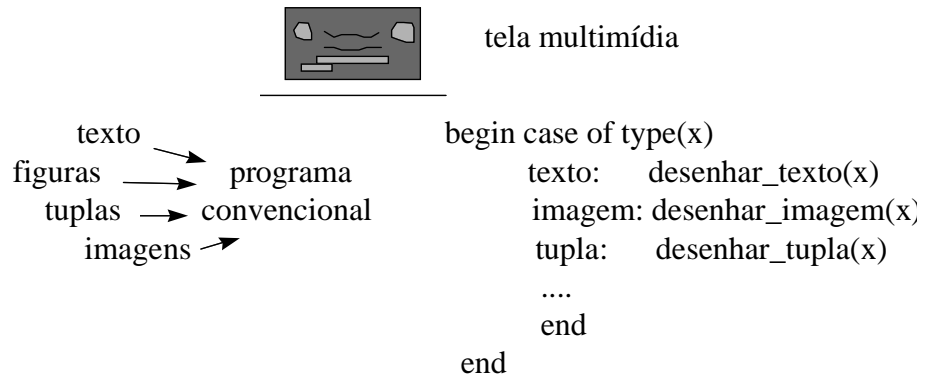 tela multimídia
texto
figuras
tuplas
imagens
programa
convencional
begin case of type(x)
texto: desenhar_texto(x)
imagem: desenhar_imagem(x)
tupla: desenhar_tupla(x)
....
end
end